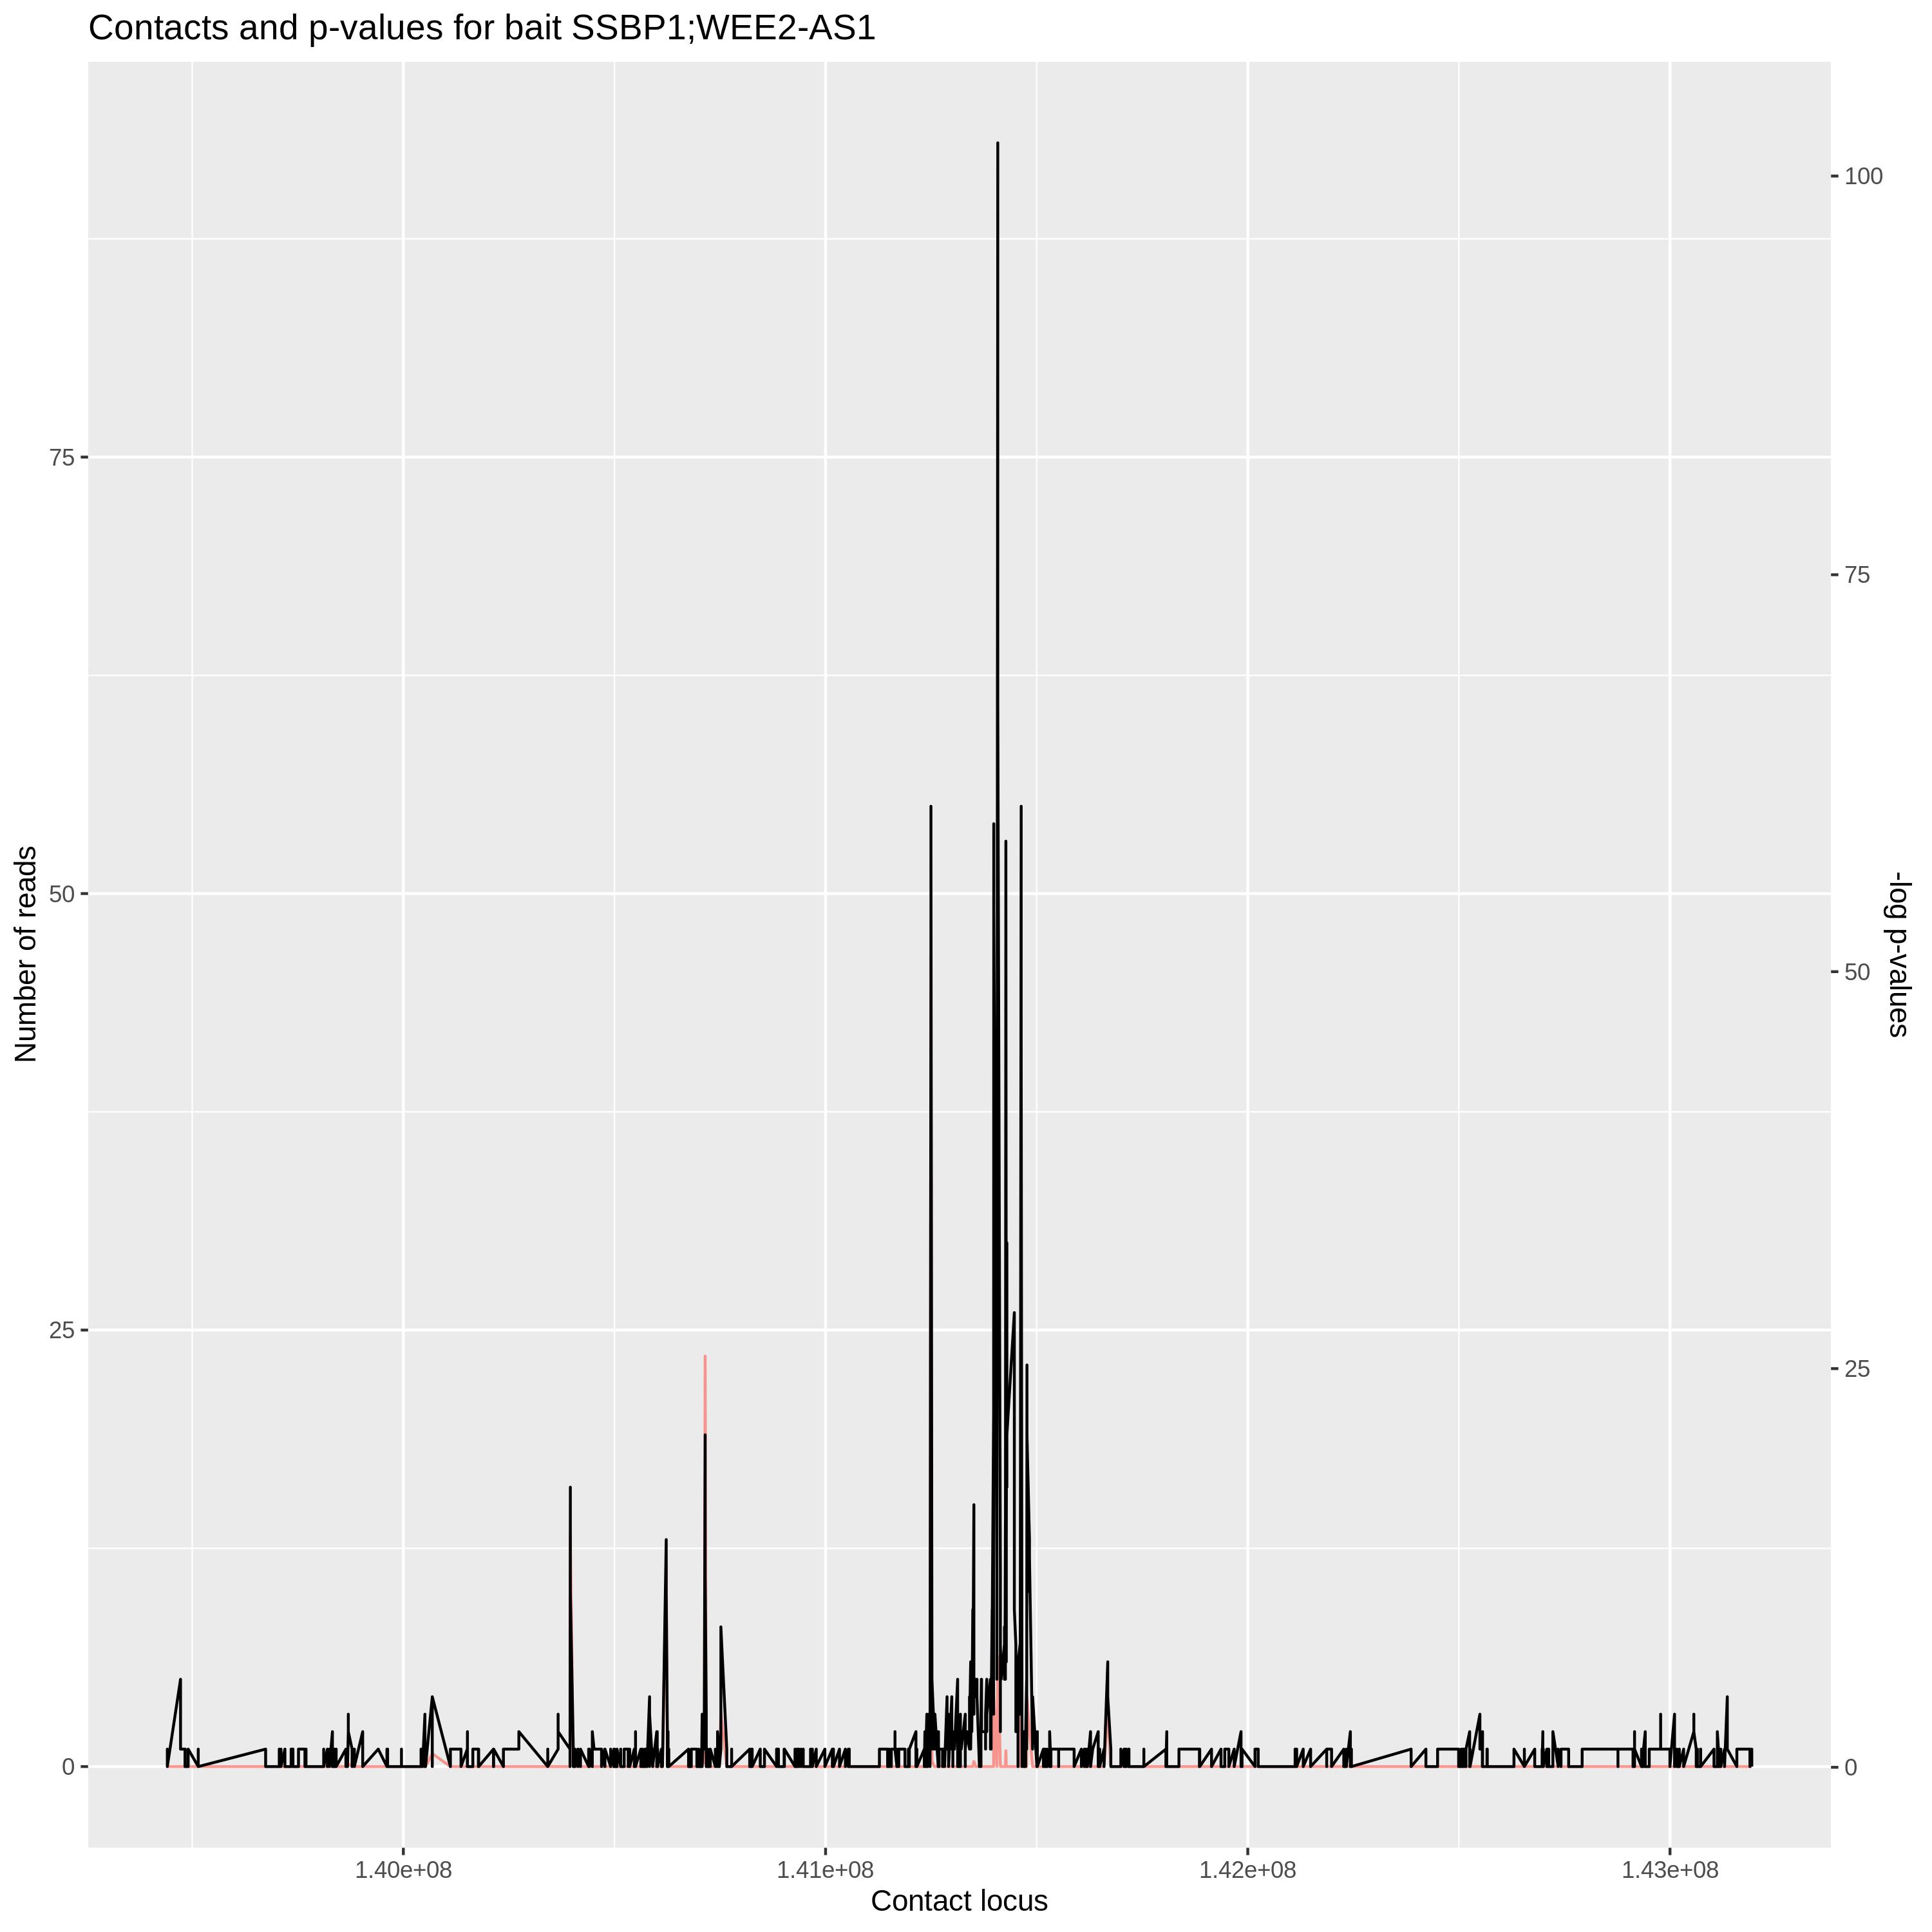 Contacts and p-values for bait SSBP1;WEE2-AS1
100
75
75
50
50
25
25
0
0
Number of reads
-log p-values
1.40e+08
1.41e+08
1.42e+08
1.43e+08
Contact locus